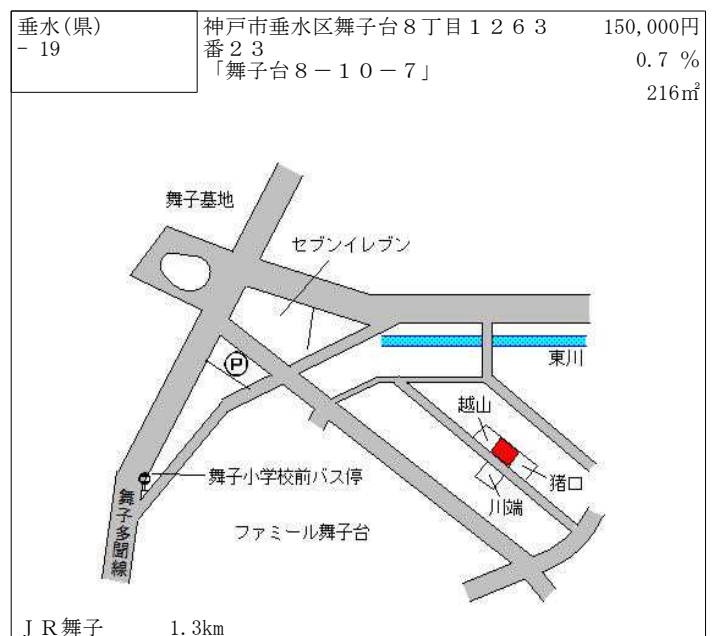 垂水(県)
- 19
神戸市垂水区舞子台８丁目１２６３
番２３
「舞子台８－１０－７」
150,000円
0.7 %
216㎡
舞子墓地
セブンイレブン
P
東川
越山
猪口
川端
舞子小学校前バス停
ファミール舞子台
舞子多聞線
ＪＲ舞子 1.3km